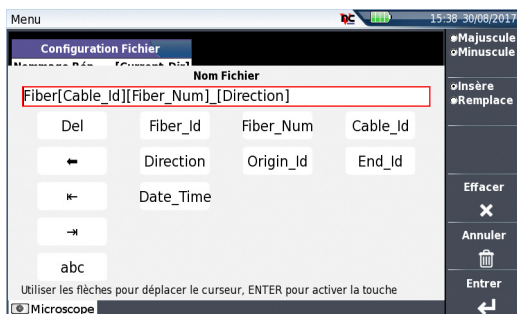 Menu
15:38 30/08/2017
Configuration Fichier
Nom Fichier
Fiber[Cable_Id][Fiber_Num]_[Direction]
Del Fiber_Id Fiber_Num Cable_Id
Direction Origin_Id End_Id
Date_Time
abc
Utiliser les flèches pour déplacer le curseur, ENTER pour activer la touche
Microscope
Majuscule
Minuscule
Insère
Remplace
Effacer
Annuler
Entrer